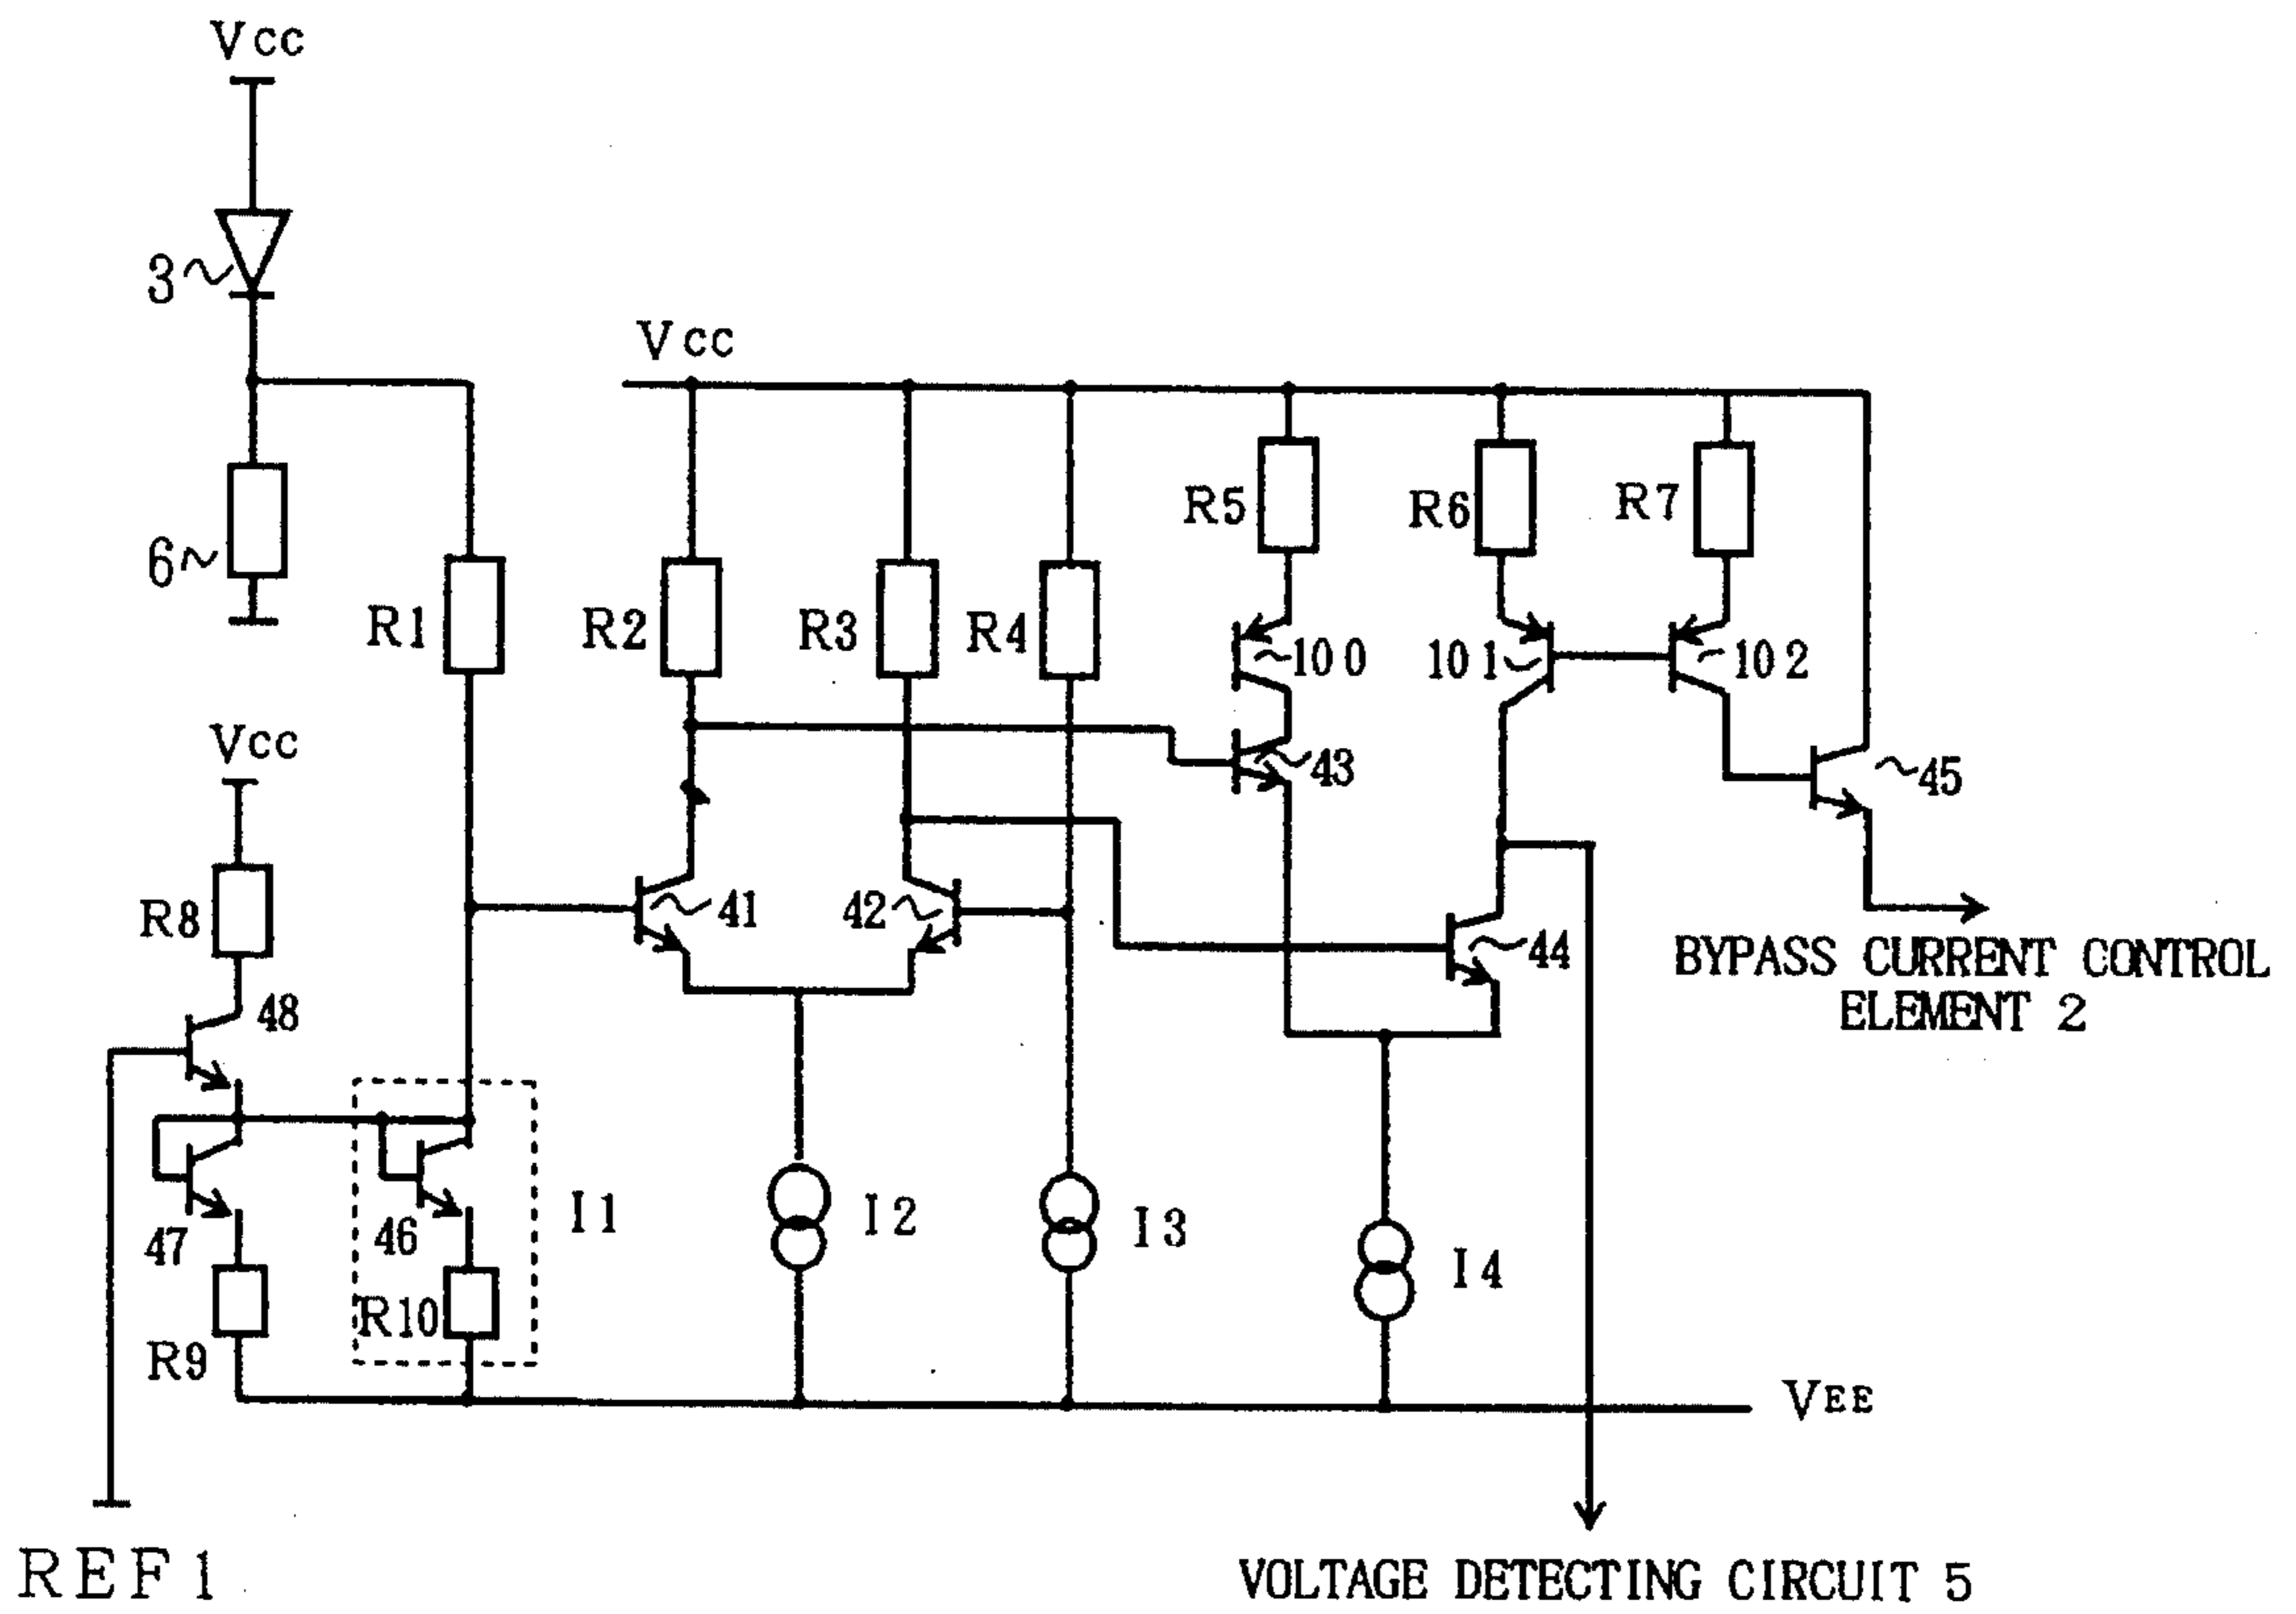 Vcc
3
6
Vcc
R1
R2
R3
R4
R5
R6
R7
100
101
102
43
45
Vcc
R8
41
42
44
BYPASS CURRENT CONTROL
ELEMENT 2
48
47
46
I1
I2
I3
I4
R9
R10
VEE
REF1
VOLTAGE DETECTING CIRCUIT 5